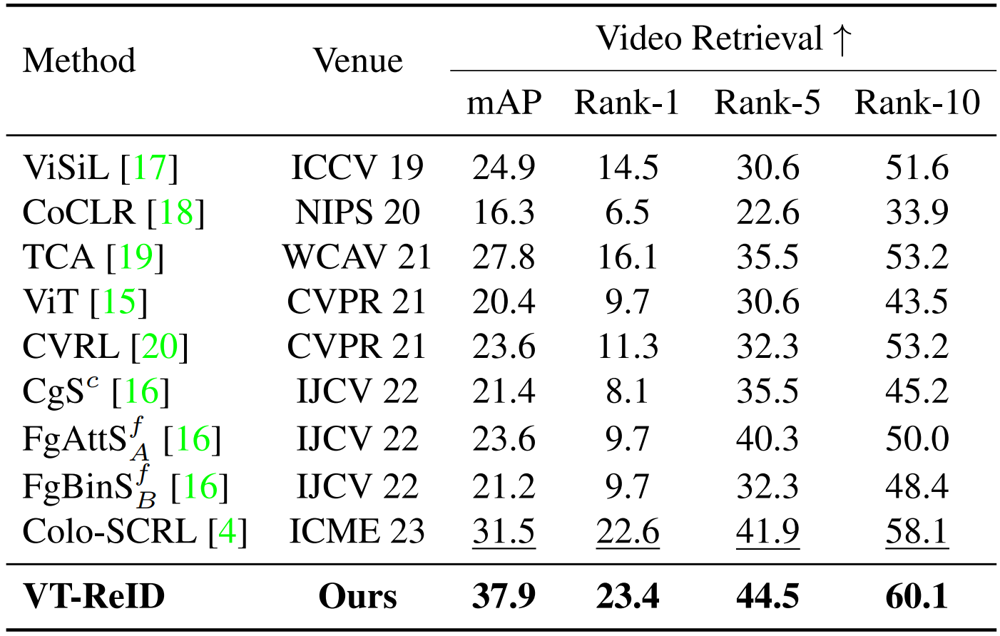 Method Venue Video Retrieval ↑
mAP Rank-1 Rank-5 Rank-10
ViSiL [17] ICCV 19 24.9 14.5 30.6 51.6
CoCLR [18] NIPS 20 16.3 6.5 22.6 33.9
TCA [19] WCAV 21 27.8 16.1 35.5 53.2
ViT [15] CVPR 21 20.4 9.7 30.6 43.5
CVRL [20] CVPR 21 23.6 11.3 32.3 53.2
CgS^c [16] IJCV 22 21.4 8.1 35.5 45.2
FgAttS^f_A [16] IJCV 22 23.6 9.7 40.3 50.0
FgBinS^f_B [16] IJCV 22 21.2 9.7 32.3 48.4
Colo-SCRL [4] ICME 23 31.5 22.6 41.9 58.1
VT-ReID Ours 37.9 23.4 44.5 60.1